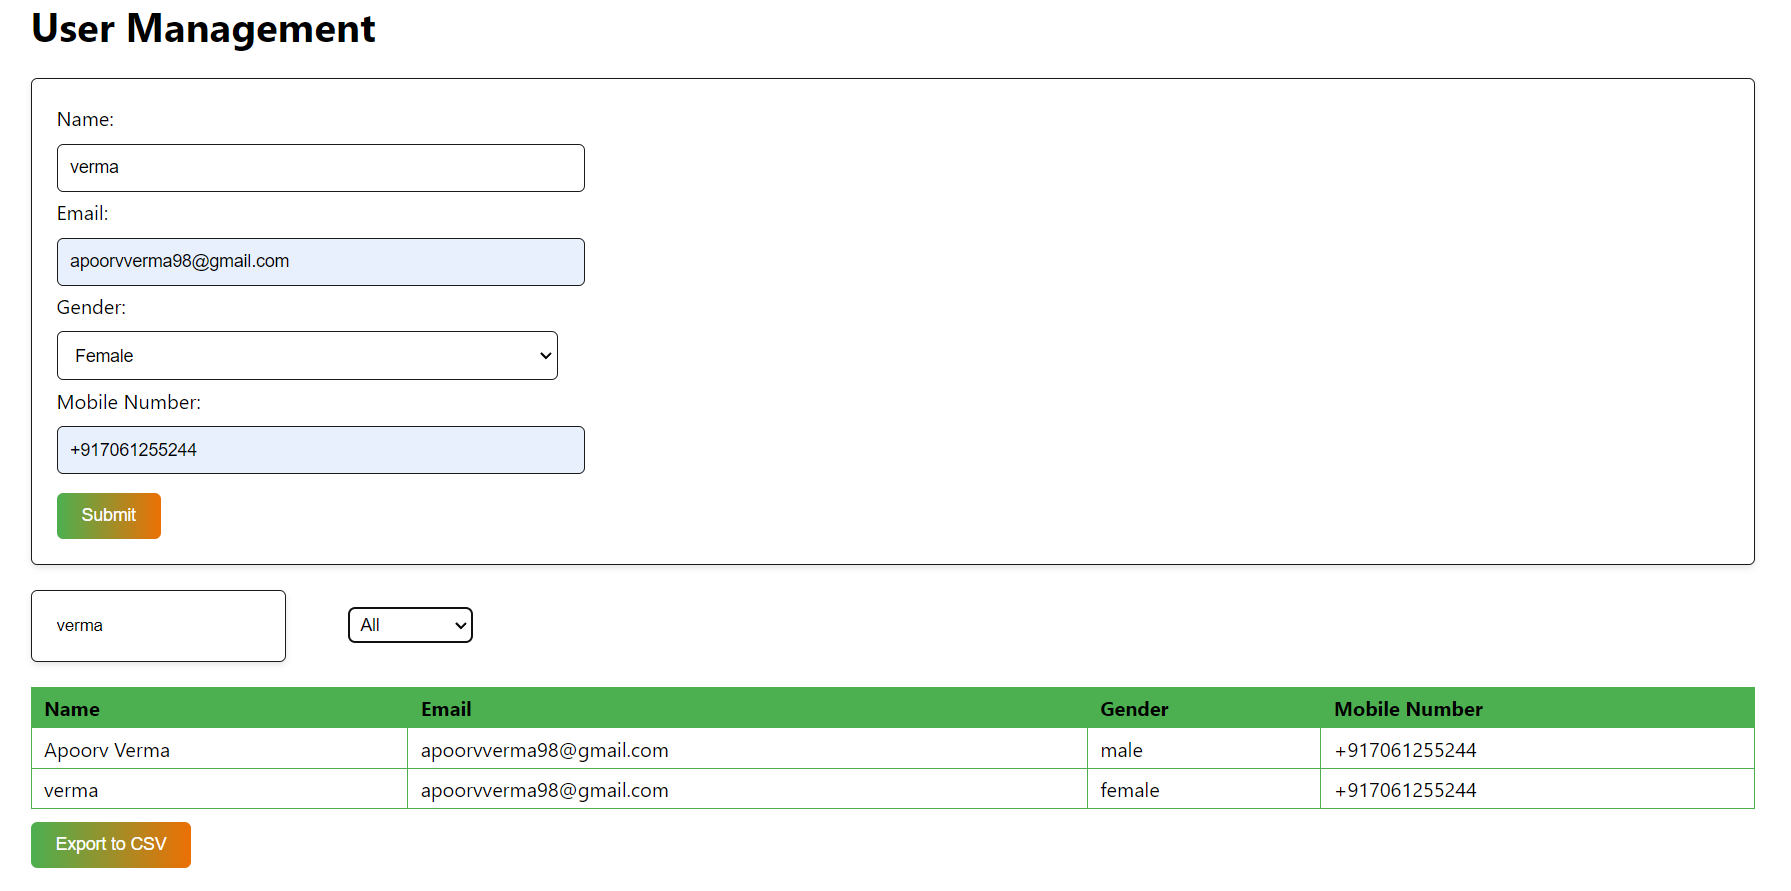 User Management
Name:
verma
Email:
apoorvverma98@gmail.com
Gender:
Female
Mobile Number:
+917061255244
Submit
verma All
Name Email Gender Mobile Number
Apoorv Verma apoorvverma98@gmail.com male +917061255244
verma apoorvverma98@gmail.com female +917061255244
Export to CSV